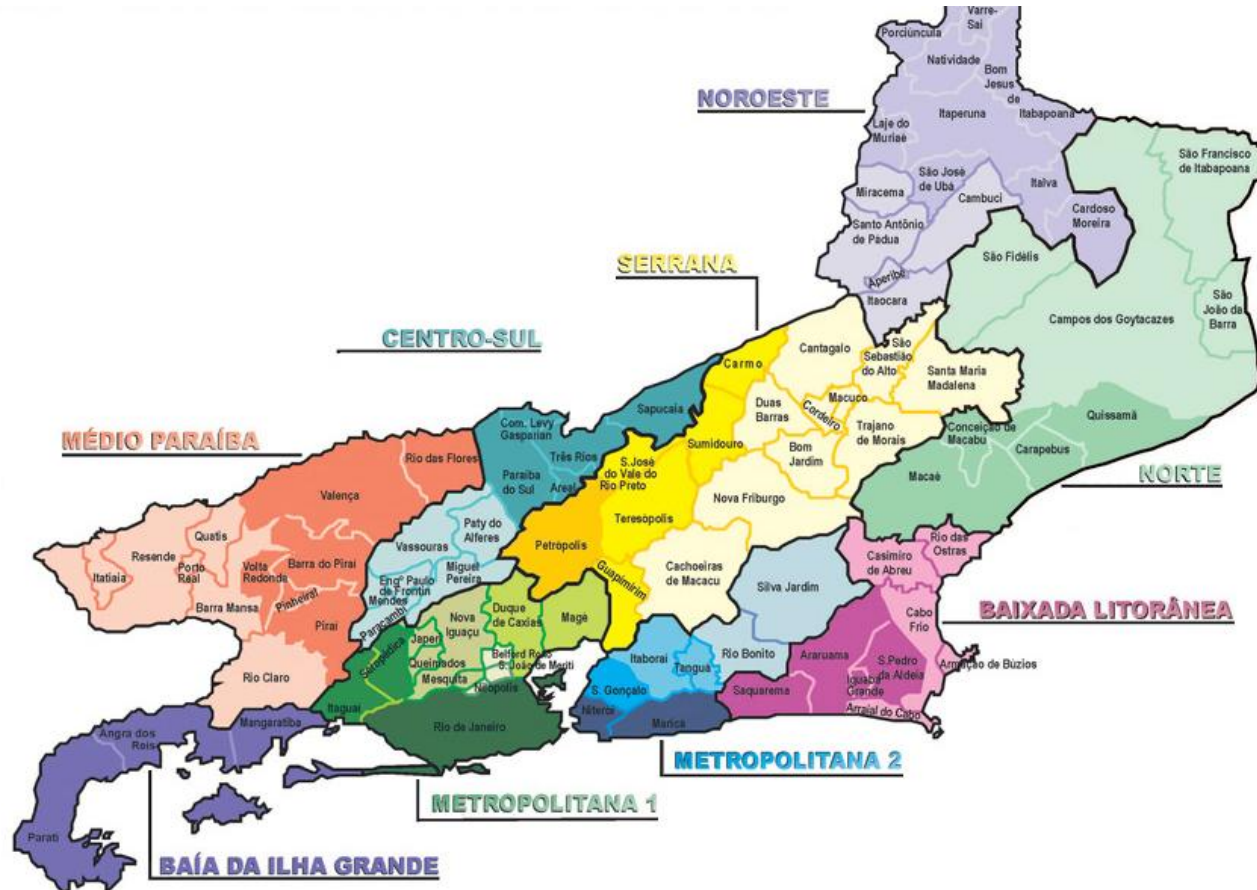 Varre-
Sai
Porciúncula
Natividade
Bom
Jesus de
Itabapoana
NOROESTE
Itaperuna
Laje do
Muriaé
São Francisco
de Itabapoana
São José
de Ubá
Miracema
Italva
Cambuci
Cardoso
Moreira
Santo Antônio
de Pádua
SERRANA
São Fidélis
Aperibé
Itaocara
São
João da
Barra
Campos dos Goytacazes
CENTRO-SUL
Cantagalo
São
Sebastião
do Alto
Carmo
Santa Maria
Madalena
Macuco
Duas
Barras
Cordeiro
Sapucaia
Quissamã
Com. Levy
Gasparian
Trajano
de Morais
Conceição de
Macabu
MÉDIO PARAÍBA
Sumidouro
Carapebus
Bom
Jardim
Rio das Flores
Três Rios
S.José
do Vale do
Rio Preto
Paraíba
do Sul
Areal
Macaé
NORTE
Valença
Nova Friburgo
Teresópolis
Paty do
Alferes
Rio das
Ostras
Quatis
Vassouras
Petrópolis
Casimiro
de Abreu
Resende
Porto
Real
Volta
Redonda
Barra do Piraí
Miguel
Pereira
Cachoeiras
de Macacu
Itatiaia
Engº Paulo
de Frontin
Guapimirim
Silva Jardim
Pinheiral
Mendes
Barra Mansa
Paracambi
Nova
Iguaçu
Duque
de Caxias
Magé
BAIXADA LITORÂNEA
Cabo
Frio
Piraí
Japeri
Belford Roxo
S. João de Meriti
Itaboraí
Rio Bonito
Araruama
Seropédica
Queimados
Tanguá
S.Pedro
da Aldeia
Armação de Búzios
Rio Claro
Mesquita
Iguaba
Grande
S. Gonçalo
Saquarema
Arraial do Cabo
Itaguaí
Niterói
Maricá
Mangaratiba
Rio de Janeiro
Angra dos
Reis
METROPOLITANA 2
METROPOLITANA 1
Parati
BAÍA DA ILHA GRANDE